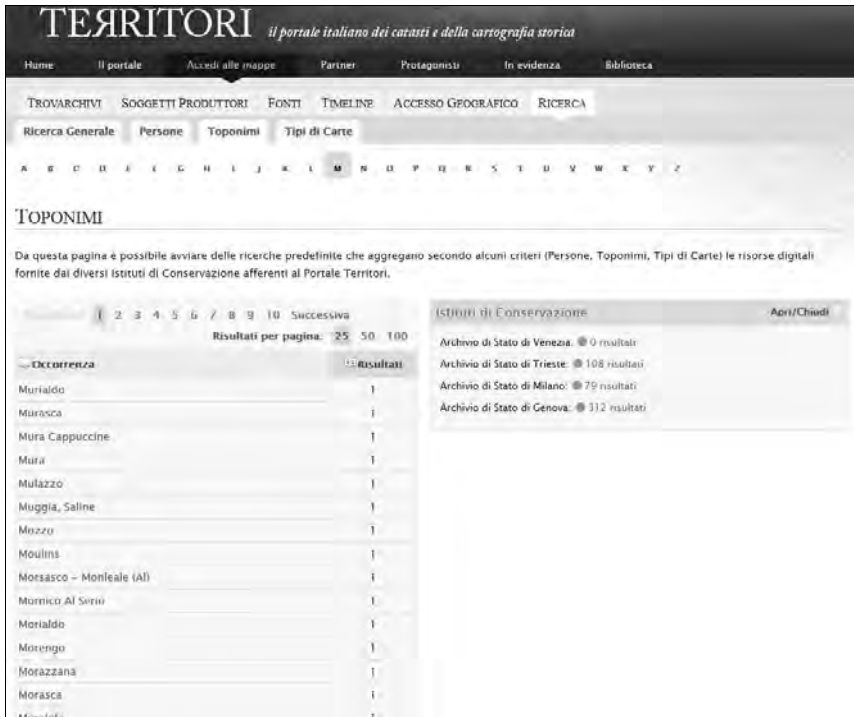 TEЯRITORI il portale italiano dei catasti e della cartografia storica
Home Il portale Accedi alle mappe Partner Protagonisti In evidenza Biblioteca
TROVARCHIVI SOGGETTI PRODUTTORI FONTI TIMELINE ACCESSO GEOGRAFICO RICERCA
Ricerca Generale Persone Toponimi Tipi di Carte
A B C D E F G H I J K L M N O P Q R S T U V W X Y Z
TOPONIMI
Da questa pagina è possibile avviare delle ricerche predefinite che aggregano secondo alcuni criteri (Persone, Toponimi, Tipi di Carte) le risorse digitali
fornite dai diversi Istituti di Conservazione afferenti al Portale Territori.
1 2 3 4 5 6 7 8 9 10 Successiva
Risultati per pagina: 25 50 100
Occorrenza Risultati
Murialdo 1
Murasca 1
Mura Cappuccine 1
Mura 1
Mulazzo 1
Muggia, Saline 1
Mozzo 1
Moulins 1
Morsasco – Monleale (Al) 1
Mornico Al Serio 1
Morialdo 1
Morengo 1
Morazzana 1
Morasca 1
Istituti di Conservazione Apri/Chiudi
Archivio di Stato di Venezia: 0 risultati
Archivio di Stato di Trieste: 108 risultati
Archivio di Stato di Milano: 79 risultati
Archivio di Stato di Genova: 312 risultati